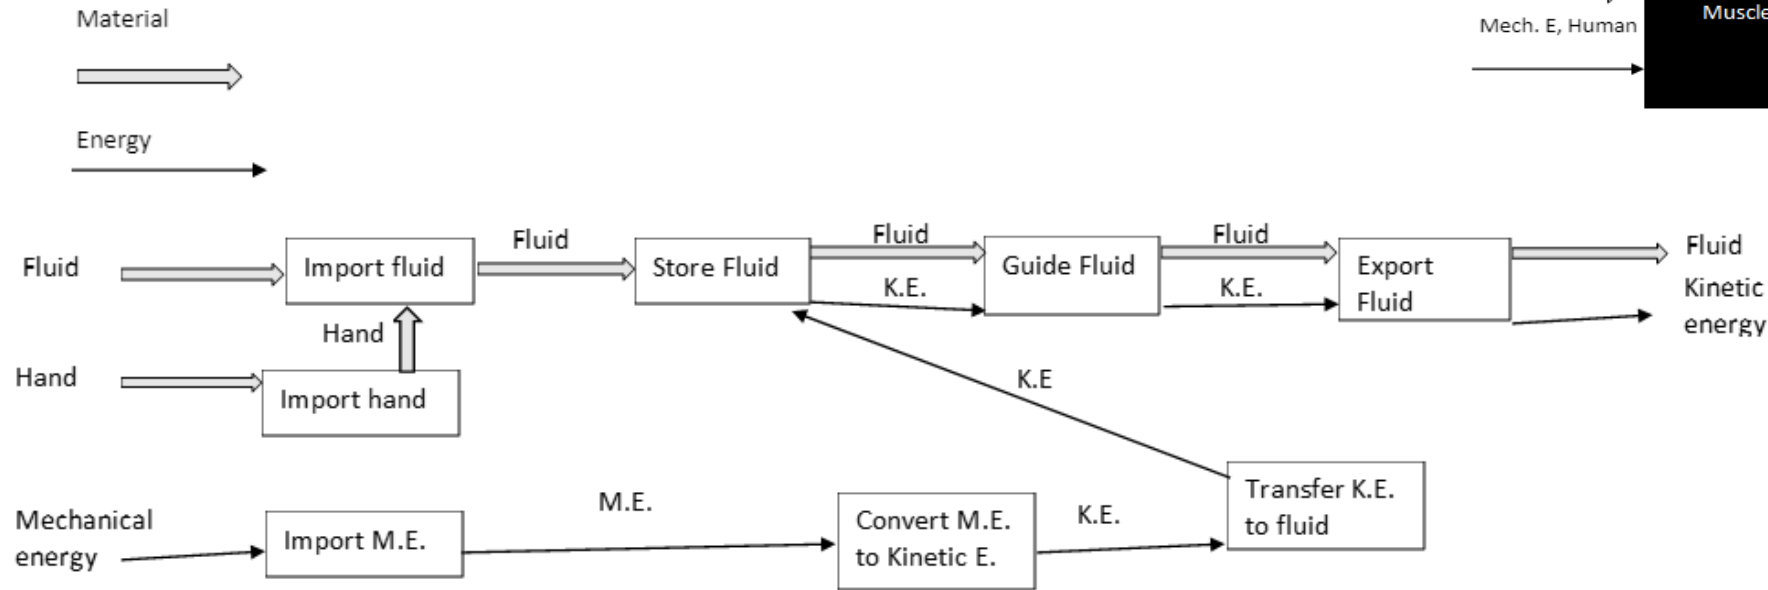 Material
Mech. E, Human
Energy
Fluid
Import fluid
Fluid
Store Fluid
Fluid
K.E.
Guide Fluid
Fluid
K.E.
Export
Fluid
Fluid
Kinetic
energy
Hand
Hand
Import hand
K.E
Mechanical
energy
Import M.E.
M.E.
Convert M.E.
to Kinetic E.
K.E.
Transfer K.E.
to fluid